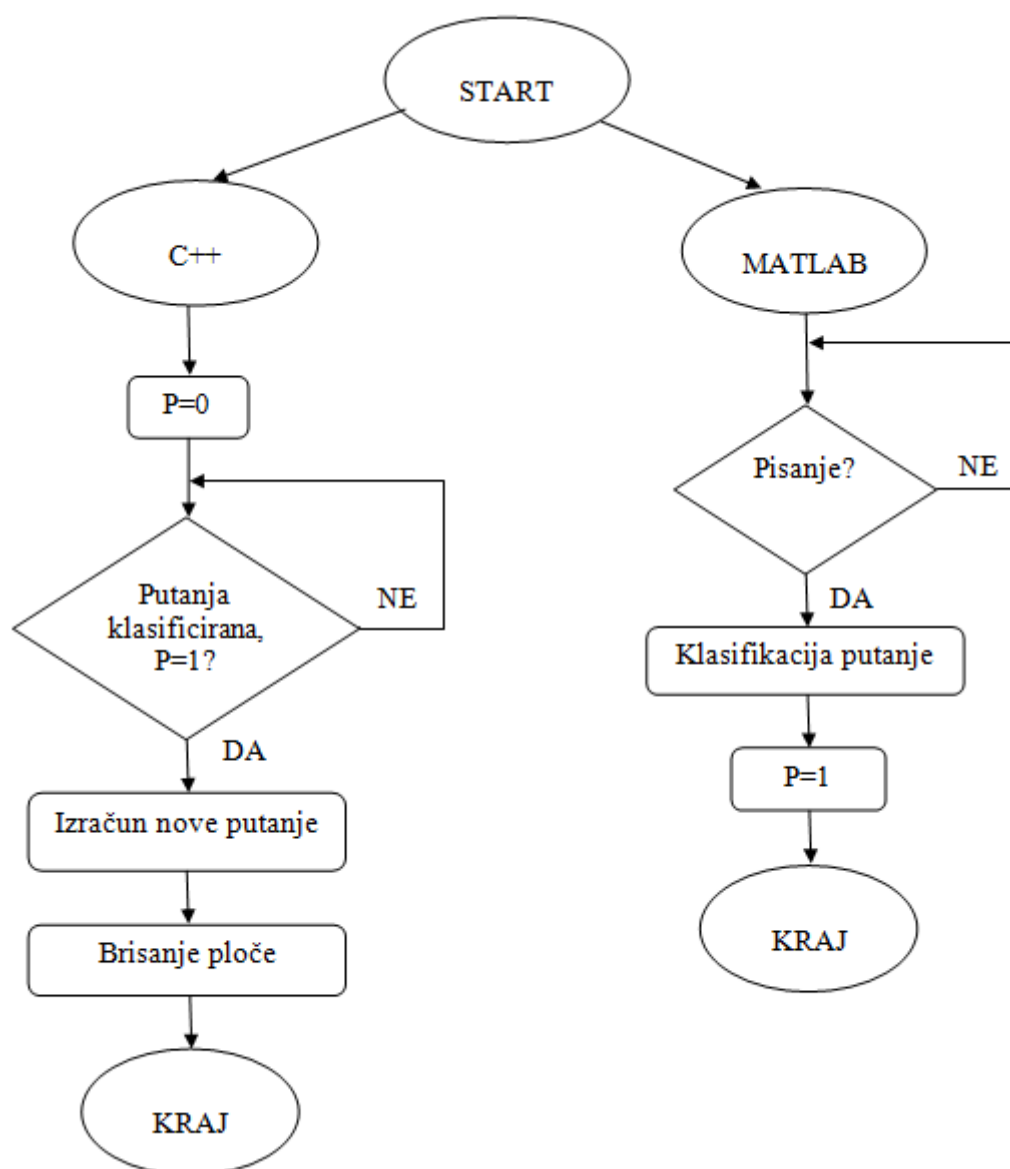 START
C++
P=0
Putanja
klasificirana,
P=1?
NE
DA
Izračun nove putanje
Brisanje ploče
KRAJ
MATLAB
Pisanje?
NE
DA
Klasifikacija putanje
P=1
KRAJ